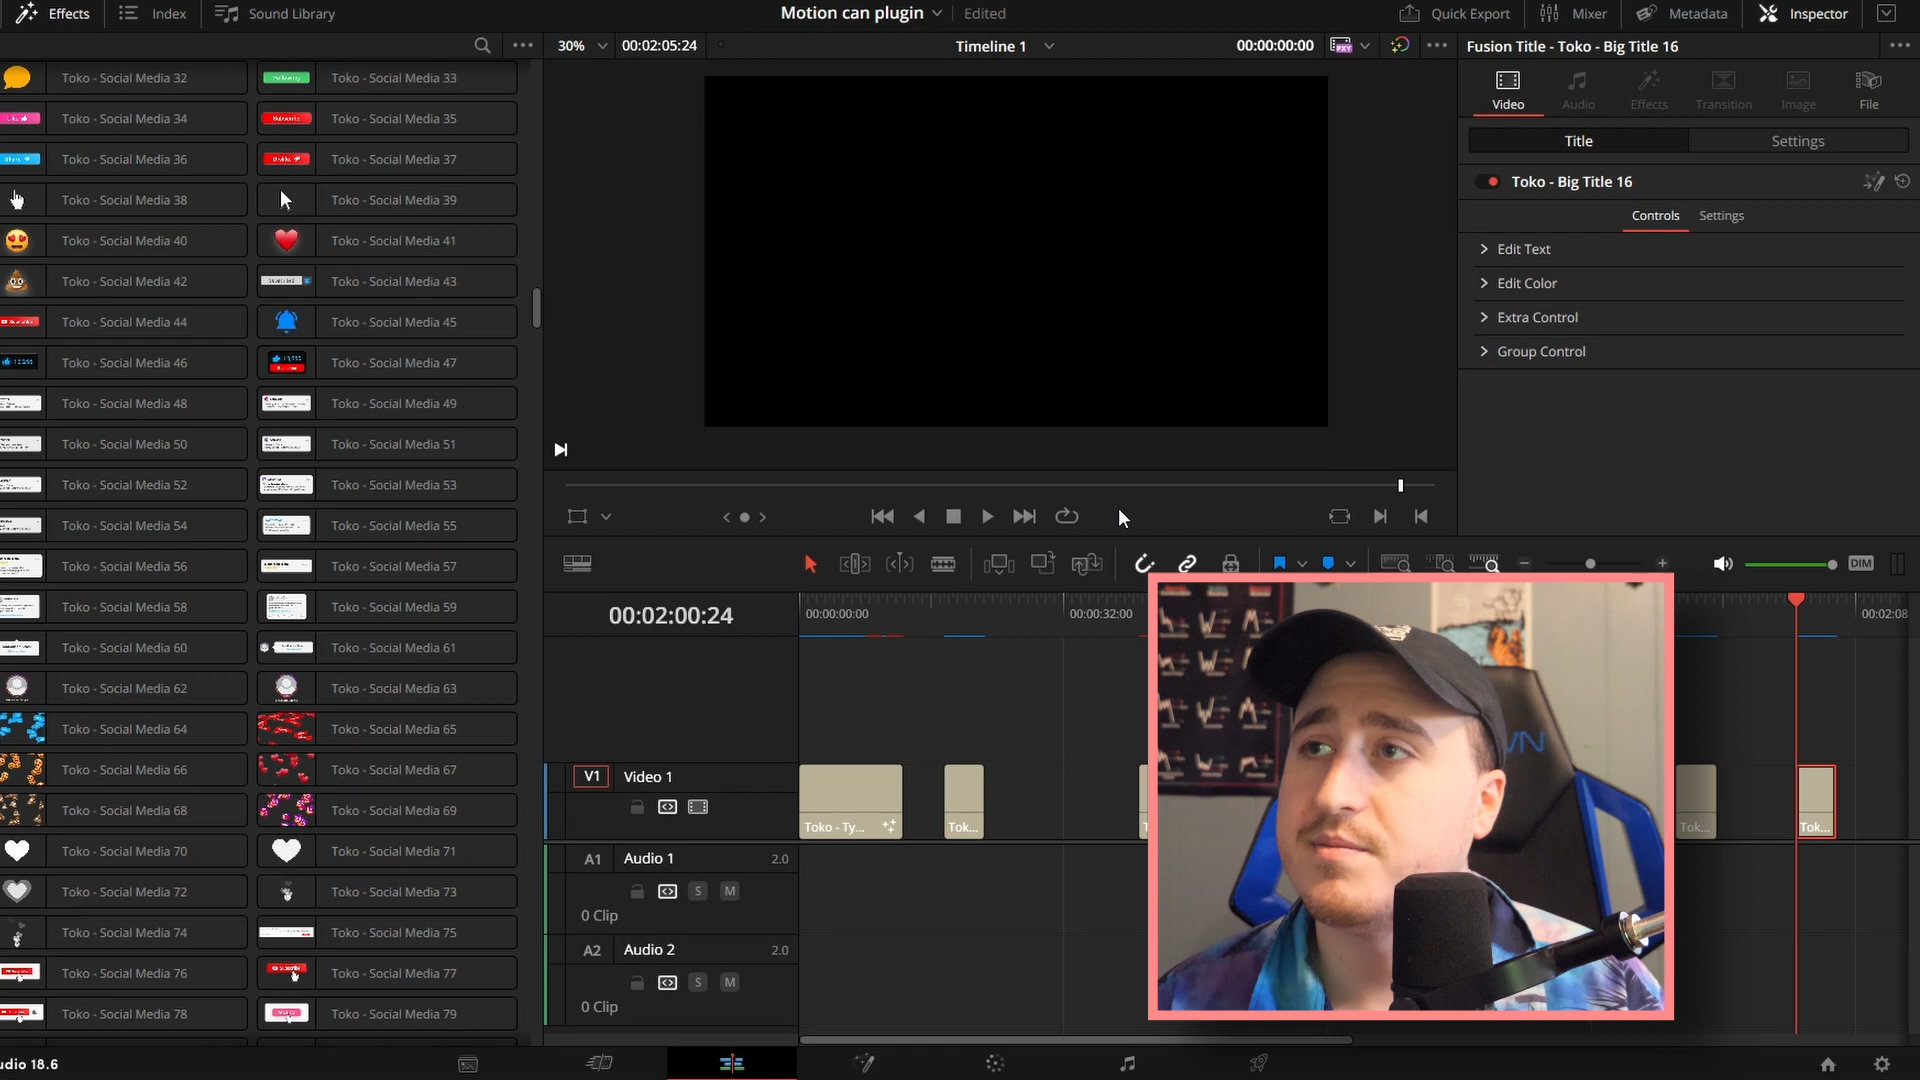 Effects
Index
Sound Library
Motion can plugin
Edited
Quick Export
Mixer
Metadata
Inspector
30%
00:02:05:24
Timeline 1
00:00:00:00
Fusion Title - Toko - Big Title 16
Toko - Social Media 32
Toko - Social Media 33
Toko - Social Media 34
Toko - Social Media 35
Toko - Social Media 36
Toko - Social Media 37
Toko - Social Media 38
Toko - Social Media 39
Toko - Social Media 40
Toko - Social Media 41
Toko - Social Media 42
Toko - Social Media 43
Toko - Social Media 44
Toko - Social Media 45
Toko - Social Media 46
Toko - Social Media 47
Toko - Social Media 48
Toko - Social Media 49
Toko - Social Media 50
Toko - Social Media 51
Toko - Social Media 52
Toko - Social Media 53
Toko - Social Media 54
Toko - Social Media 55
Toko - Social Media 56
Toko - Social Media 57
Toko - Social Media 58
Toko - Social Media 59
Toko - Social Media 60
Toko - Social Media 61
Toko - Social Media 62
Toko - Social Media 63
Toko - Social Media 64
Toko - Social Media 65
Toko - Social Media 66
Toko - Social Media 67
Toko - Social Media 68
Toko - Social Media 69
Toko - Social Media 70
Toko - Social Media 71
Toko - Social Media 72
Toko - Social Media 73
Toko - Social Media 74
Toko - Social Media 75
Toko - Social Media 76
Toko - Social Media 77
Toko - Social Media 78
Toko - Social Media 79
Video
Audio
Effects
Transition
Image
File
Title
Settings
Toko - Big Title 16
Controls
Settings
Edit Text
Edit Color
Extra Control
Group Control
DIM
00:02:00:24
00:00:00:00
00:00:32:00
00:02:08
V1
Video 1
Toko - Ty...
Tok...
Tok...
Tok...
A1
Audio 1
2.0
S
M
0 Clip
A2
Audio 2
2.0
S
M
0 Clip
udio 18.6